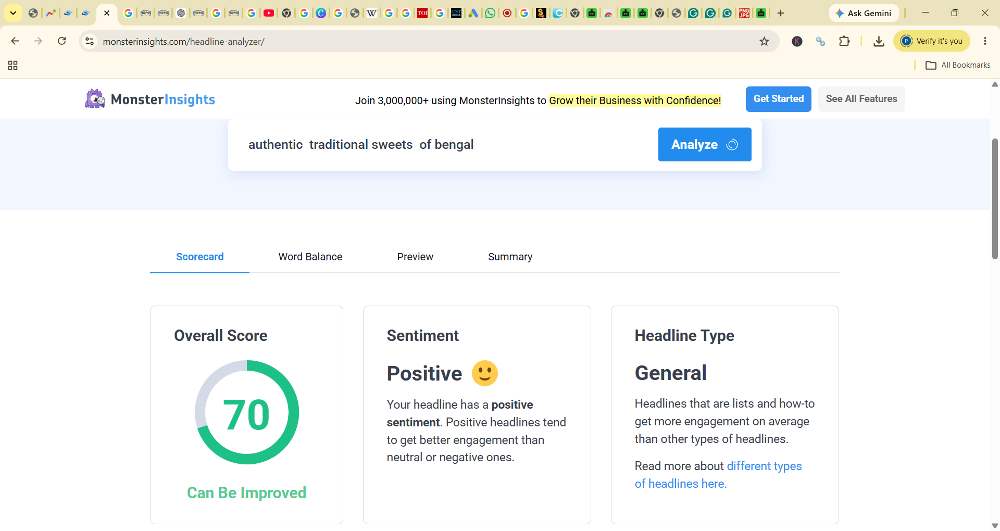 Ask Gemini
monsterinsights.com/headline-analyzer/
Verify it's you
All Bookmarks
MonsterInsights
Join 3,000,000+ using MonsterInsights to Grow their Business with Confidence!
Get Started
See All Features
authentic  traditional sweets  of bengal
Analyze
Scorecard
Word Balance
Preview
Summary
Overall Score
70
Can Be Improved
Sentiment
Positive
Your headline has a positive
sentiment. Positive headlines tend
to get better engagement than
neutral or negative ones.
Headline Type
General
Headlines that are lists and how-to
get more engagement on average
than other types of headlines.
Read more about different types
of headlines here.